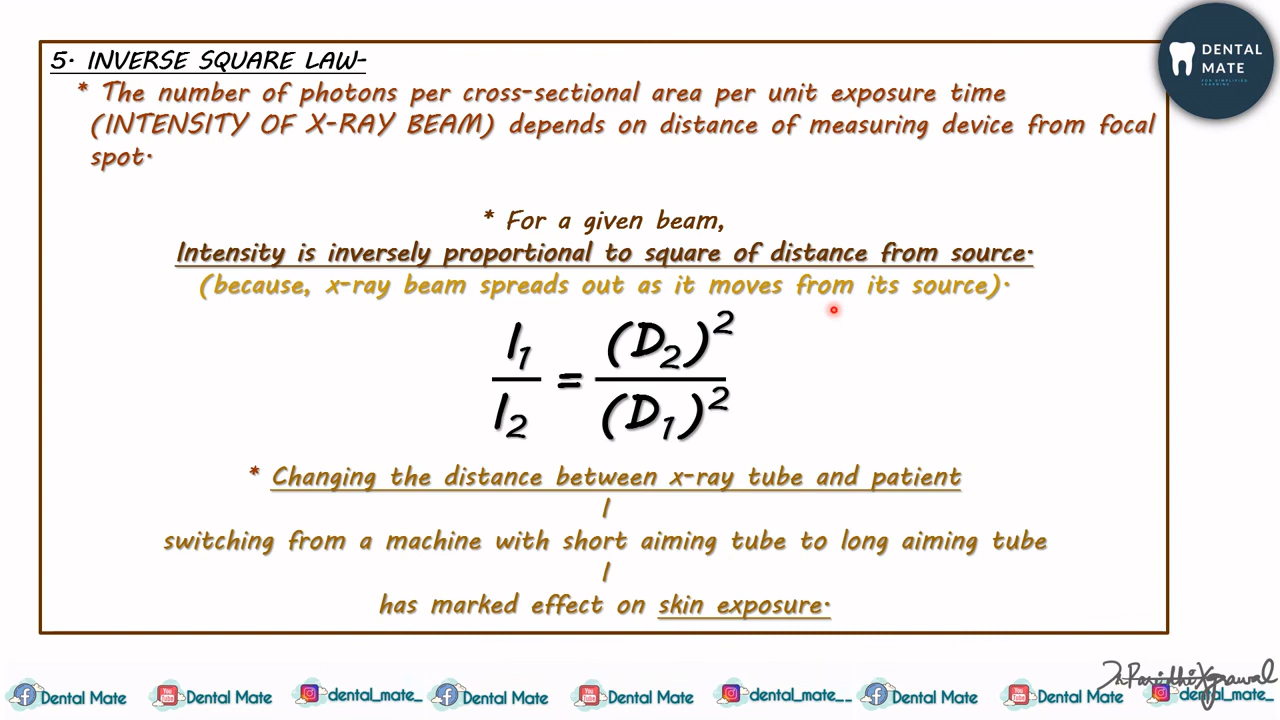 5. INVERSE SQUARE LAW-
* The number of photons per cross-sectional area per unit exposure time
(INTENSITY OF X-RAY BEAM) depends on distance of measuring device from focal
spot.
* For a given beam,
Intensity is inversely proportional to square of distance from source.
(because, x-ray beam spreads out as it moves from its source).
I1 / I2 = (D2)2 / (D1)2
* Changing the distance between x-ray tube and patient
switching from a machine with short aiming tube to long aiming tube
has marked effect on skin exposure.
DENTAL
MATE
FOR SIMPLIFIED
LEARNING
Dental Mate Dental Mate dental_mate_ Dental Mate Dental Mate dental_mate__ Dental Mate Dental Mate dental_mate_